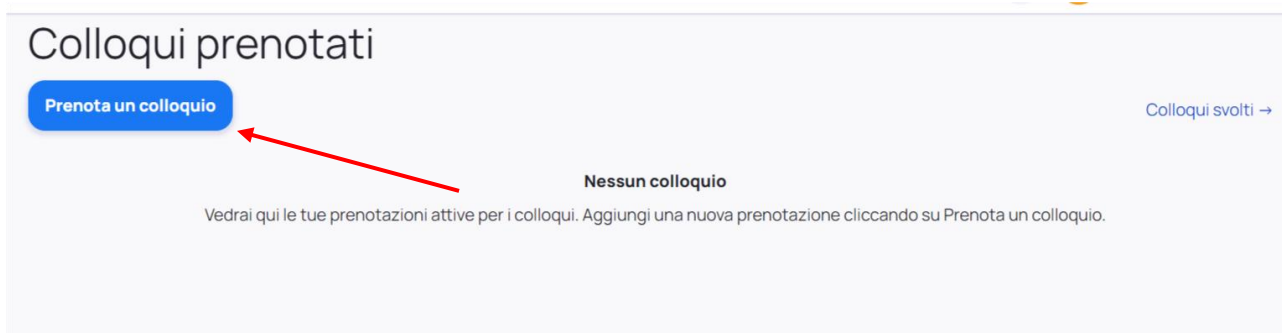 Colloqui prenotati
Prenota un colloquio
Colloqui svolti →
Nessun colloquio
Vedrai qui le tue prenotazioni attive per i colloqui. Aggiungi una nuova prenotazione cliccando su Prenota un colloquio.